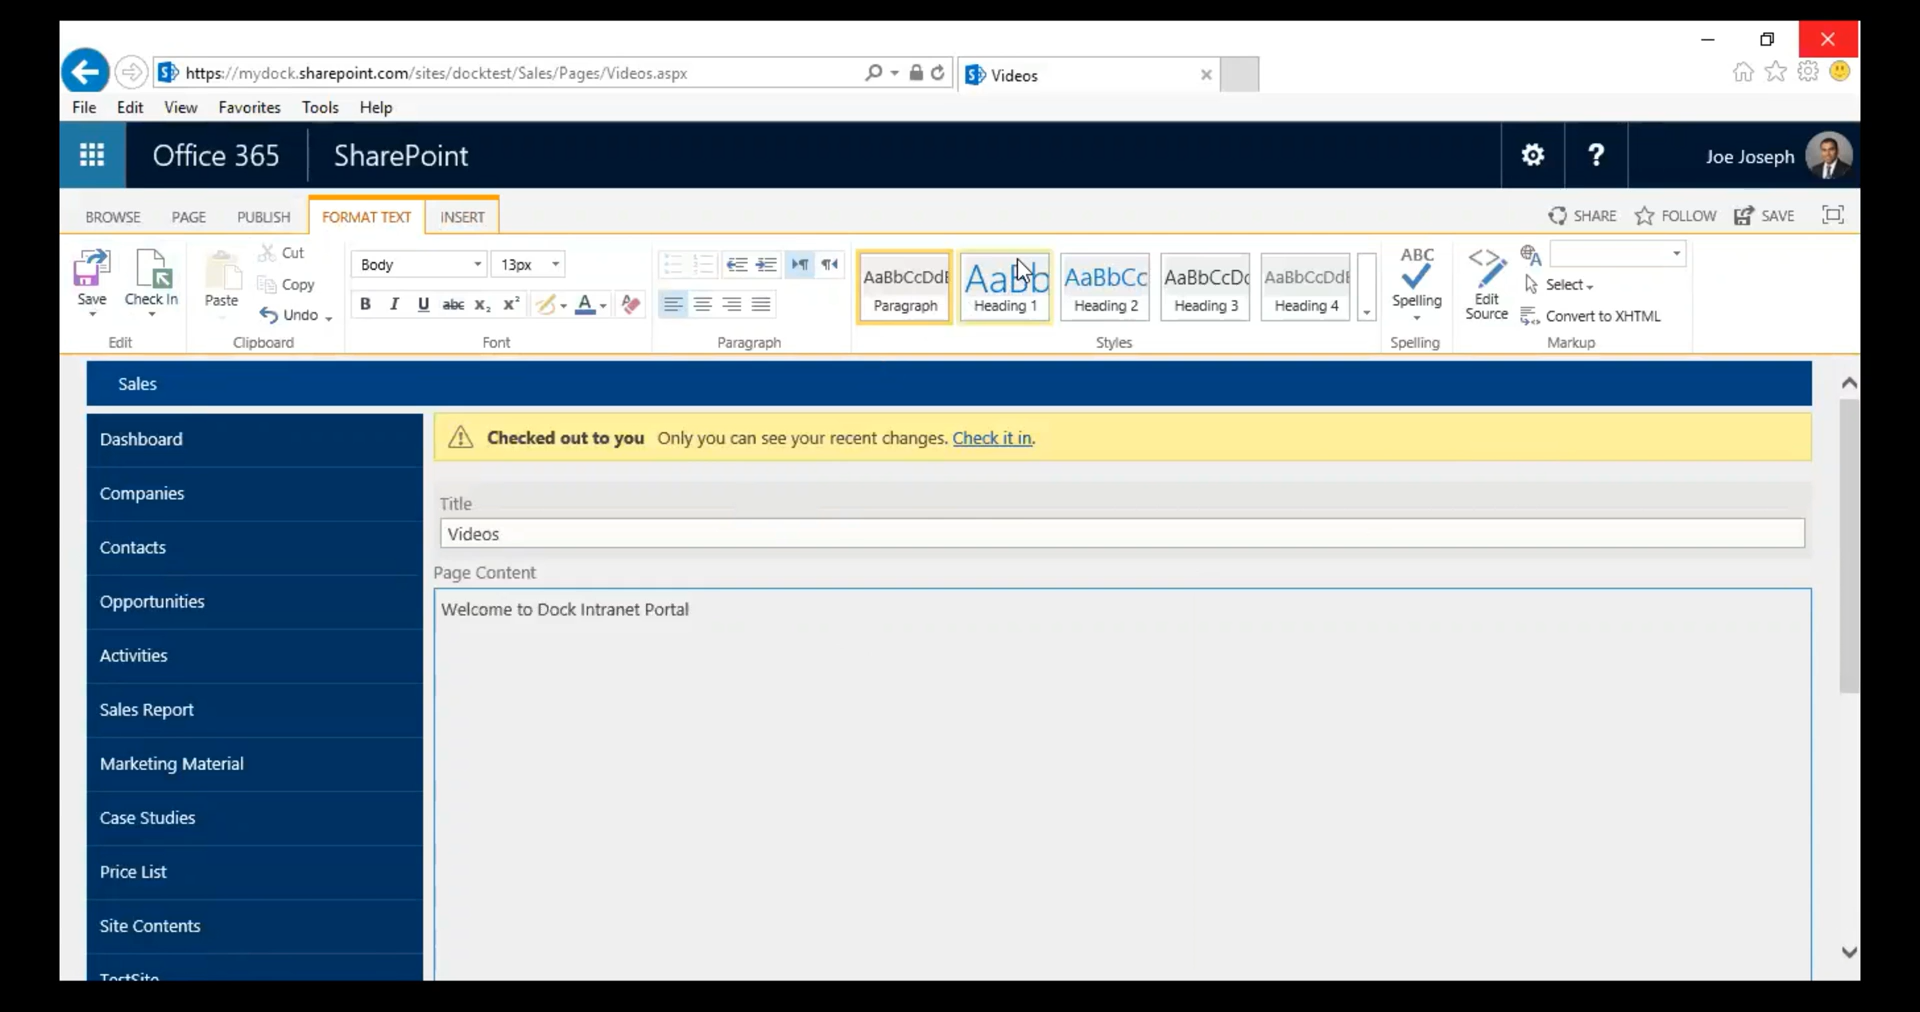 https://mydock.sharepoint.com/sites/docktest/Sales/Pages/Videos.aspx
Videos
File Edit View Favorites Tools Help
Office 365 SharePoint
Joe Joseph
BROWSE PAGE PUBLISH FORMAT TEXT INSERT
SHARE FOLLOW SAVE
Save
Check In
Edit
Paste
Cut
Copy
Undo
Clipboard
Body 13px
B I U abc x₂ x² A
Font
Paragraph
AaBbCcDdE
Paragraph
AaBb
Heading 1
AaBbCc
Heading 2
AaBbCcDc
Heading 3
AaBbCcDdE
Heading 4
Styles
ABC
Spelling
Spelling
Edit
Source
Select
Convert to XHTML
Markup
Sales
Dashboard
Companies
Contacts
Opportunities
Activities
Sales Report
Marketing Material
Case Studies
Price List
Site Contents
TestSite
Checked out to you Only you can see your recent changes. Check it in.
Title
Videos
Page Content
Welcome to Dock Intranet Portal